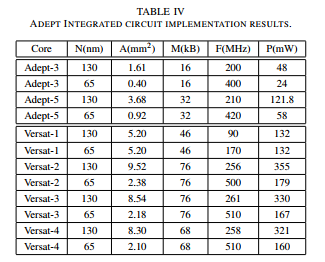 TABLE IV
ADEPT INTEGRATED CIRCUIT IMPLEMENTATION RESULTS.
Core N(nm) A(mm²) M(kB) F(MHz) P(mW)
Adept-3 130 1.61 16 200 48
Adept-3 65 0.40 16 400 24
Adept-5 130 3.68 32 210 121.8
Adept-5 65 0.92 32 420 58
Versat-1 130 5.20 46 90 132
Versat-1 65 5.20 46 170 132
Versat-2 130 9.52 76 256 355
Versat-2 65 2.38 76 500 179
Versat-3 130 8.54 76 261 330
Versat-3 65 2.18 76 510 167
Versat-4 130 8.30 68 258 321
Versat-4 65 2.10 68 510 160